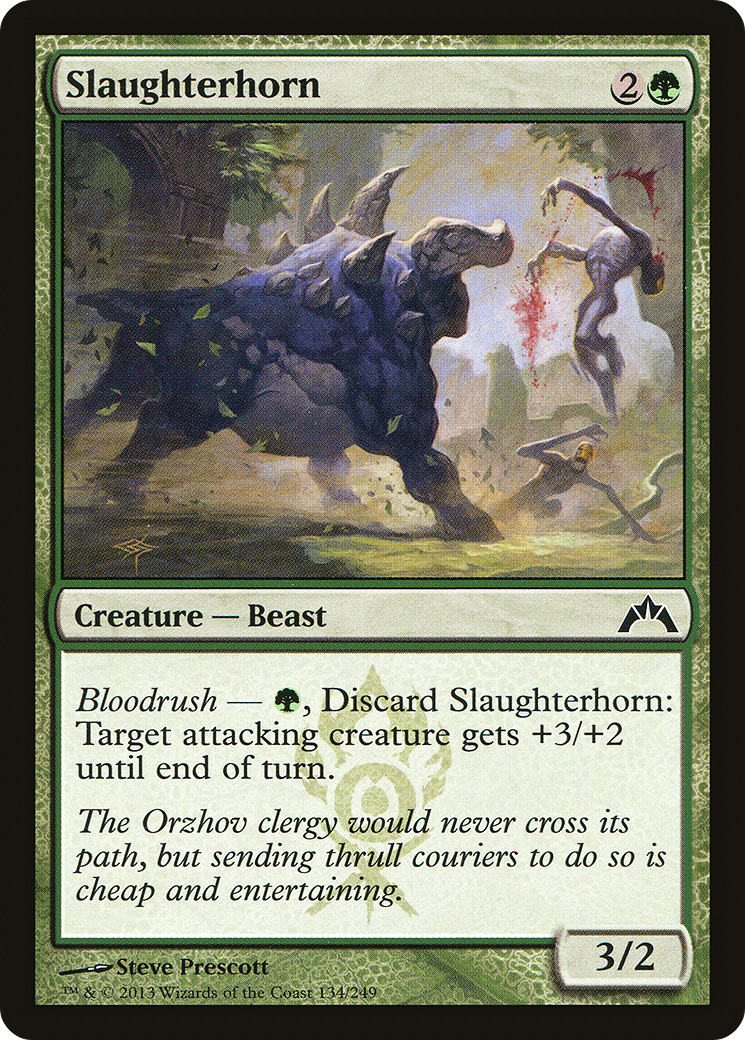 Slaughterhorn 2
Creature — Beast
Bloodrush — , Discard Slaughterhorn:
Target attacking creature gets +3/+2
until end of turn.
The Orzhov clergy would never cross its
path, but sending thrull couriers to do so is
cheap and entertaining.
3/2
Steve Prescott
™ & © 2013 Wizards of the Coast 134/249